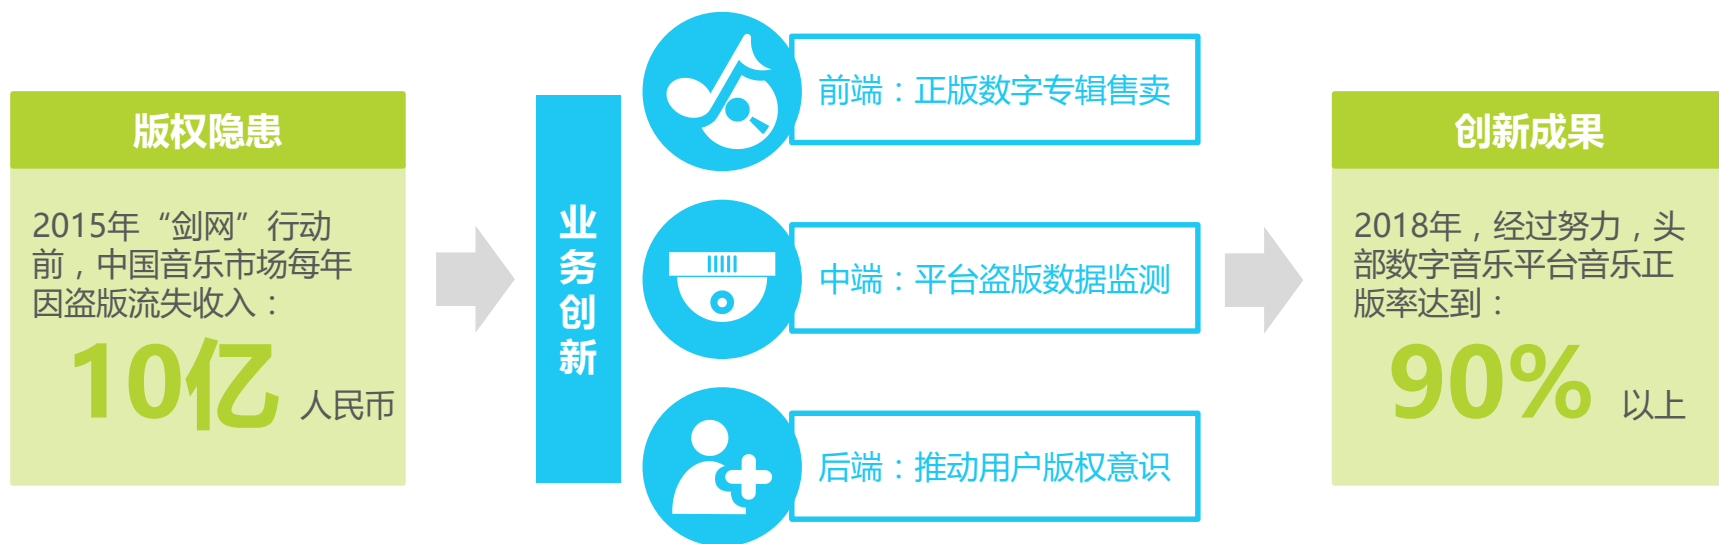 版权隐患
2015年“剑网”行动
前，中国音乐市场每年
因盗版流失收入：
10亿 人民币
业务创新
前端：正版数字专辑售卖
中端：平台盗版数据监测
后端：推动用户版权意识
创新成果
2018年，经过努力，头
部数字音乐平台音乐正
版率达到：
90% 以上